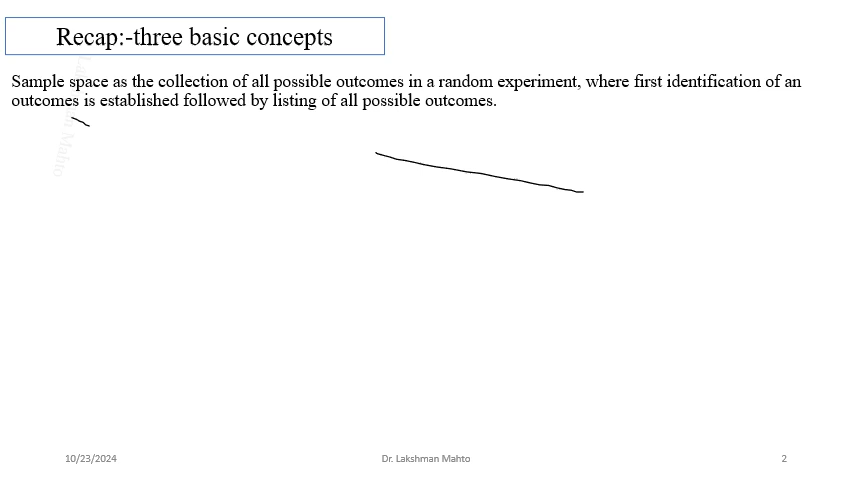 Recap:-three basic concepts
Sample space as the collection of all possible outcomes in a random experiment, where first identification of an
outcomes is established followed by listing of all possible outcomes.
Mahto
10/23/2024
Dr. Lakshman Mahto
2